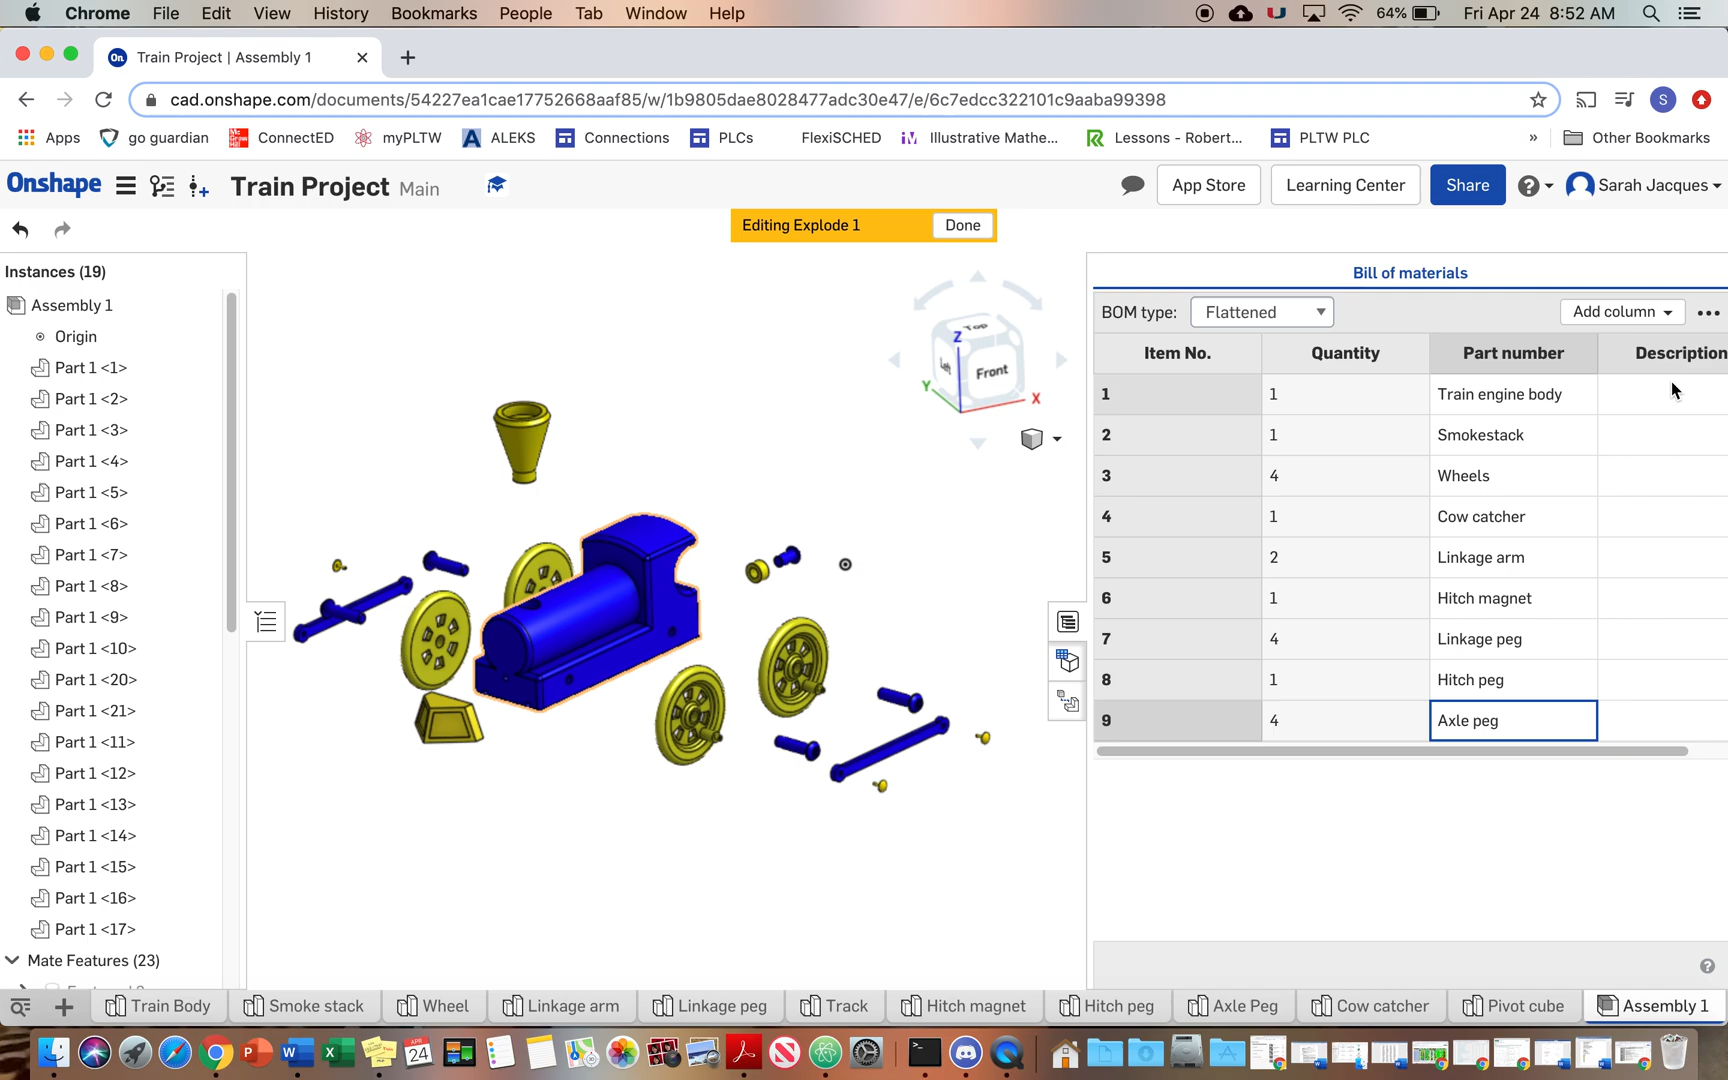 Chrome File Edit View History Bookmarks People Tab Window Help 64% Fri Apr 24 8:52 AM
On Train Project | Assembly 1
cad.onshape.com/documents/54227ea1cae17752668aaf85/w/1b9805dae8028477adc30e47/e/6c7edcc322101c9aaba99398 S
Apps go guardian Mc Graw Hill ConnectED myPLTW ALEKS Connections PLCs FlexiSCHED Illustrative Mathe... Lessons - Robert... PLTW PLC » Other Bookmarks
Onshape Train Project Main App Store Learning Center Share Sarah Jacques
Editing Explode 1 Done
Instances (19)
Assembly 1
Origin
Part 1 <1>
Part 1 <2>
Part 1 <3>
Part 1 <4>
Part 1 <5>
Part 1 <6>
Part 1 <7>
Part 1 <8>
Part 1 <9>
Part 1 <10>
Part 1 <20>
Part 1 <21>
Part 1 <11>
Part 1 <12>
Part 1 <13>
Part 1 <14>
Part 1 <15>
Part 1 <16>
Part 1 <17>
Mate Features (23)
Top
Z
Left
Front
Y
X
Bill of materials
BOM type: Flattened Add column
Item No. Quantity Part number Description
1 1 Train engine body
2 1 Smokestack
3 4 Wheels
4 1 Cow catcher
5 2 Linkage arm
6 1 Hitch magnet
7 4 Linkage peg
8 1 Hitch peg
9 4 Axle peg
Train Body Smoke stack Wheel Linkage arm Linkage peg Track Hitch magnet Hitch peg Axle Peg Cow catcher Pivot cube Assembly 1
APR
24